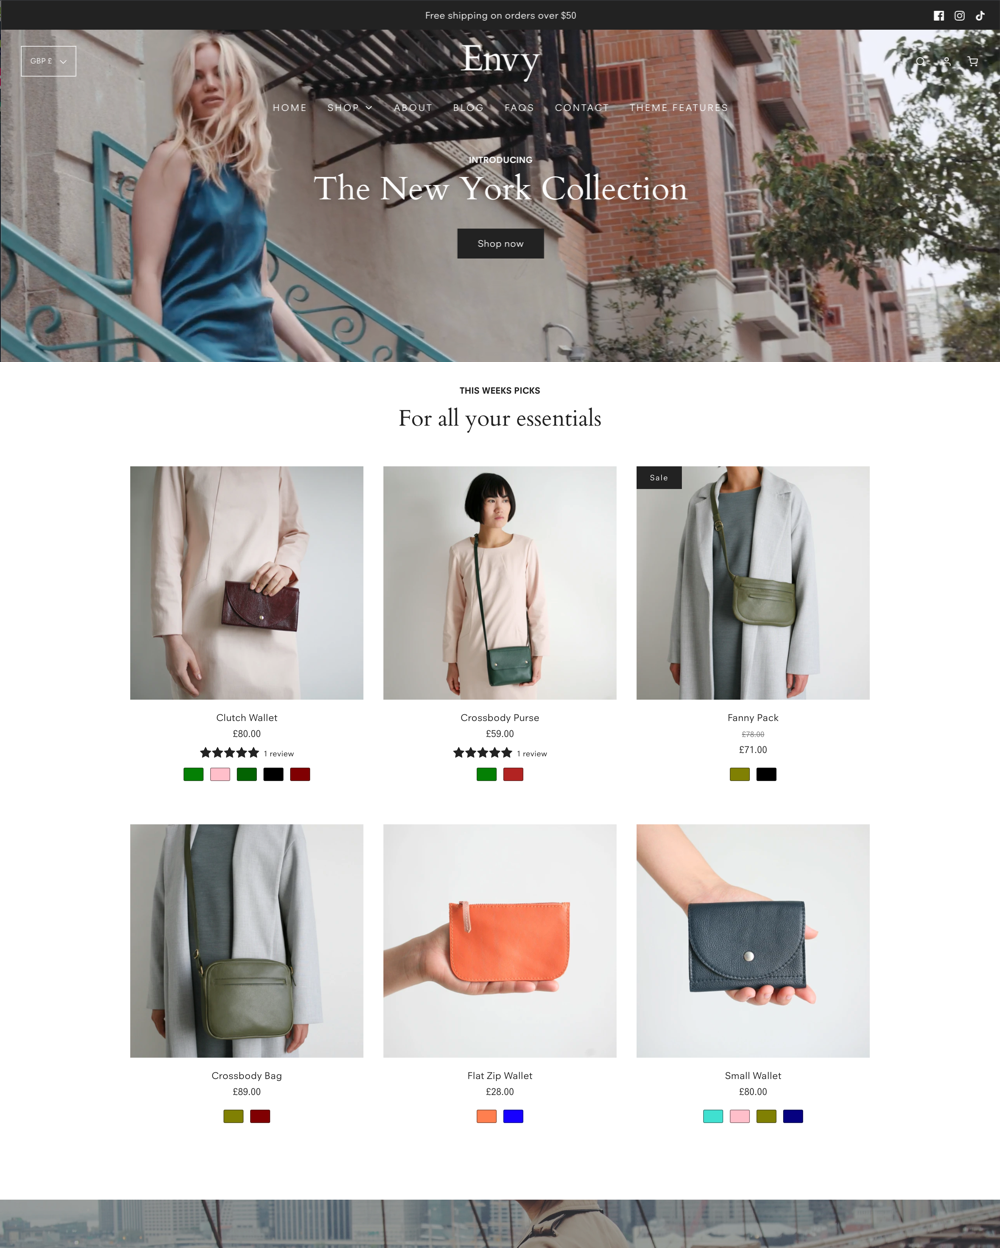 Free shipping on orders over $50
GBP £
Envy
HOME SHOP ABOUT BLOG FAQS CONTACT THEME FEATURES
INTRODUCING
The New York Collection
Shop now
THIS WEEKS PICKS
For all your essentials
Sale
Clutch Wallet
£80.00
1 review
Crossbody Purse
£59.00
1 review
Fanny Pack
£78.00
£71.00
Crossbody Bag
£89.00
Flat Zip Wallet
£28.00
Small Wallet
£80.00